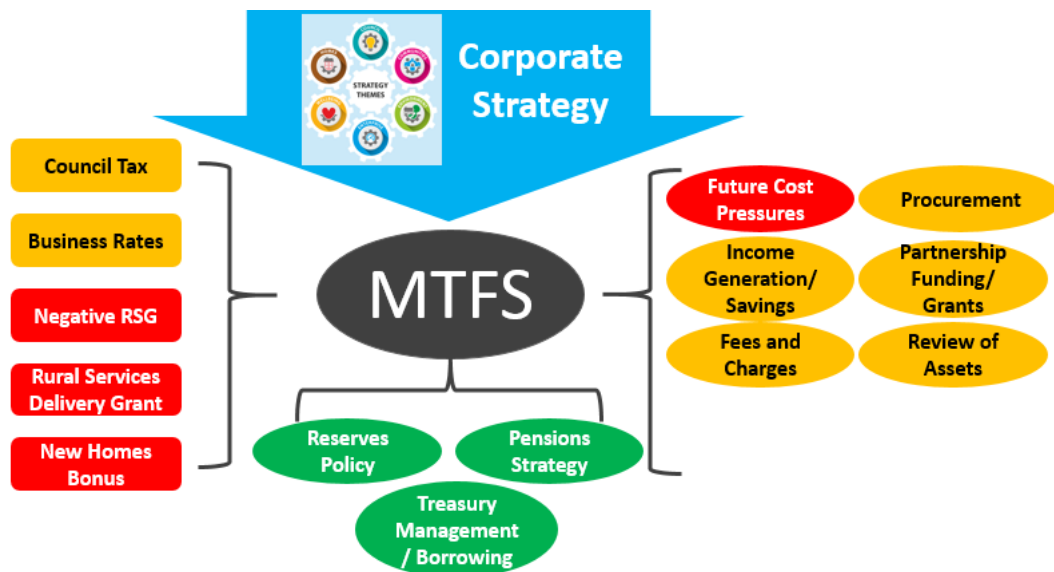 Corporate
Strategy
STRATEGY
THEMES
HOMES
COMMUNITIES
Council Tax
Business Rates
Negative RSG
Rural Services
Delivery Grant
New Homes
Bonus
MTFS
Future Cost
Pressures
Procurement
Income
Generation/
Savings
Partnership
Funding/
Grants
Fees and
Charges
Review of
Assets
Reserves
Policy
Pensions
Strategy
Treasury
Management
/ Borrowing